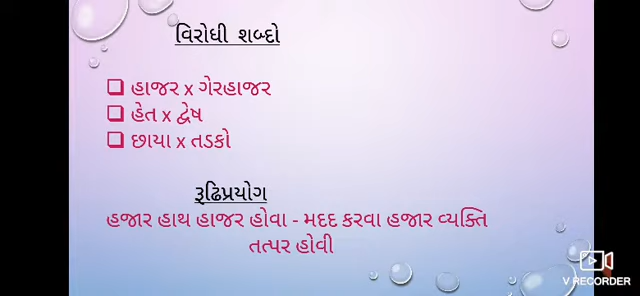 વિરોધી શબ્દો
❑ હાજર x ગેરહાજર
❑ હેત x દ્વેષ
❑ છાયા x તડકો
રૂઢિપ્રયોગ
હજાર હાથ હાજર હોવા - મદદ કરવા હજાર વ્યક્તિ
તત્પર હોવી
V RECORDER